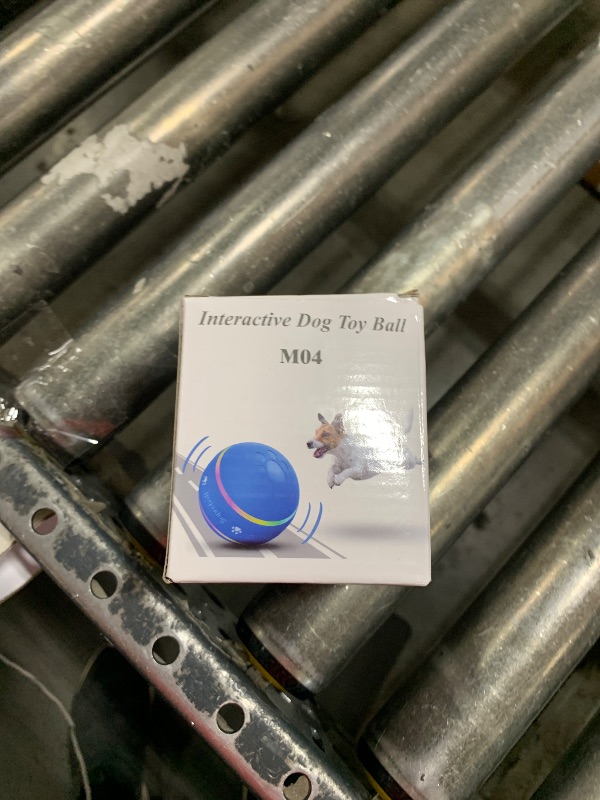 Interactive Dog Toy Ball
M04